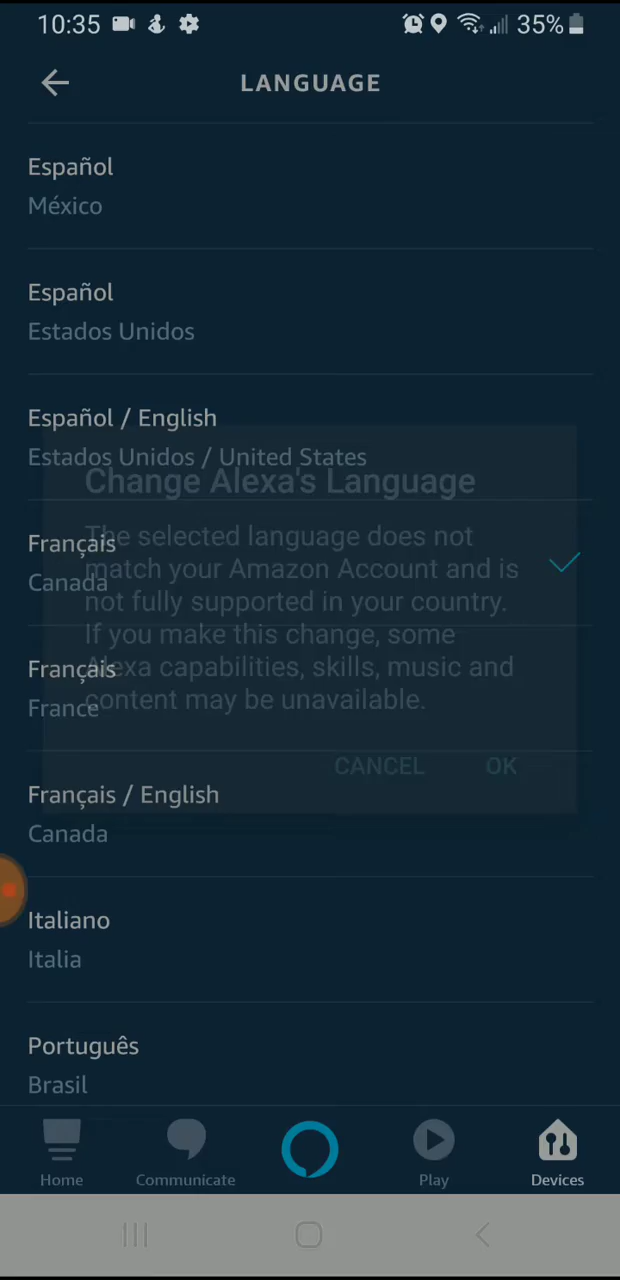 10:35
35%
LANGUAGE
Español
México
Español
Estados Unidos
Español / English
Estados Unidos / United States
Change Alexa's Language
The selected language does not
match your Amazon Account and is
not fully supported in your country.
If you make this change, some
Alexa capabilities, skills, music and
content may be unavailable.
CANCEL OK
Français
Canada
Français
France
Français / English
Canada
Italiano
Italia
Português
Brasil
Home
Communicate
Play
Devices